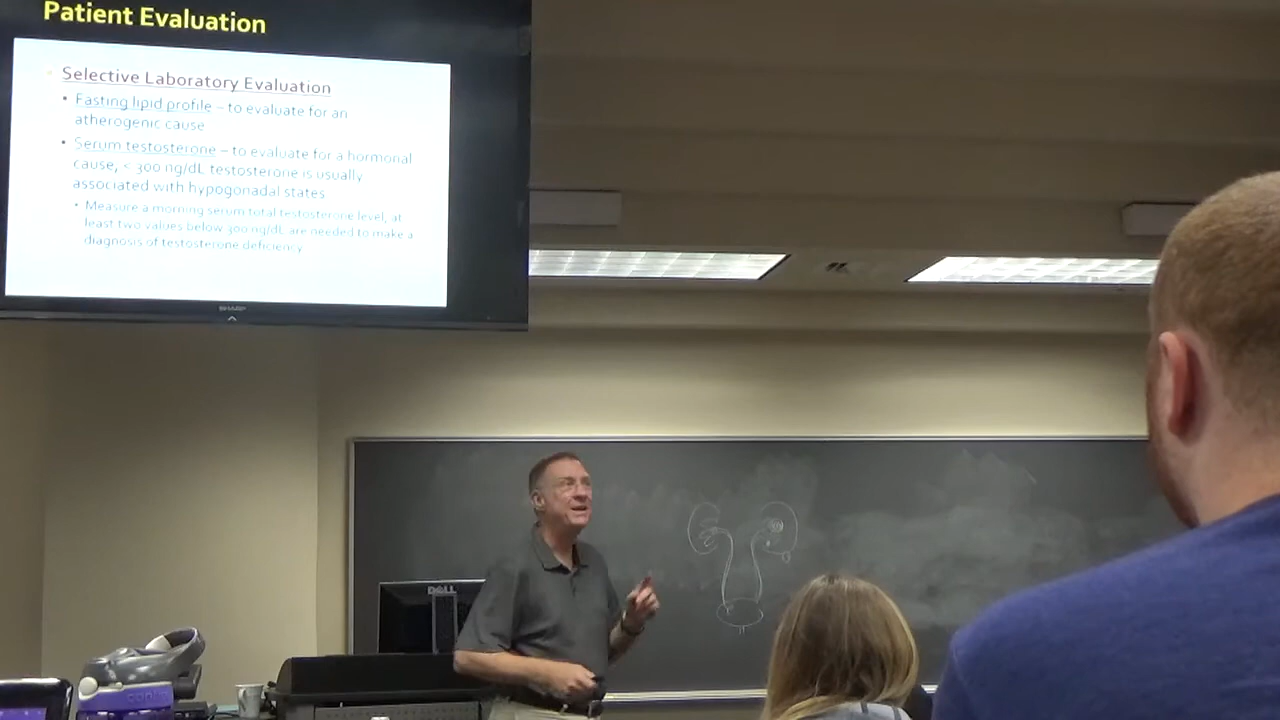 Patient Evaluation
Selective Laboratory Evaluation
• Fasting lipid profile – to evaluate for an
atherogenic cause
• Serum testosterone – to evaluate for a hormonal
cause, < 300 ng/dL testosterone is usually
associated with hypogonadal states
• Measure a morning serum total testosterone level, at
least two values below 300 ng/dL are needed to make a
diagnosis of testosterone deficiency
SHARP
DELL